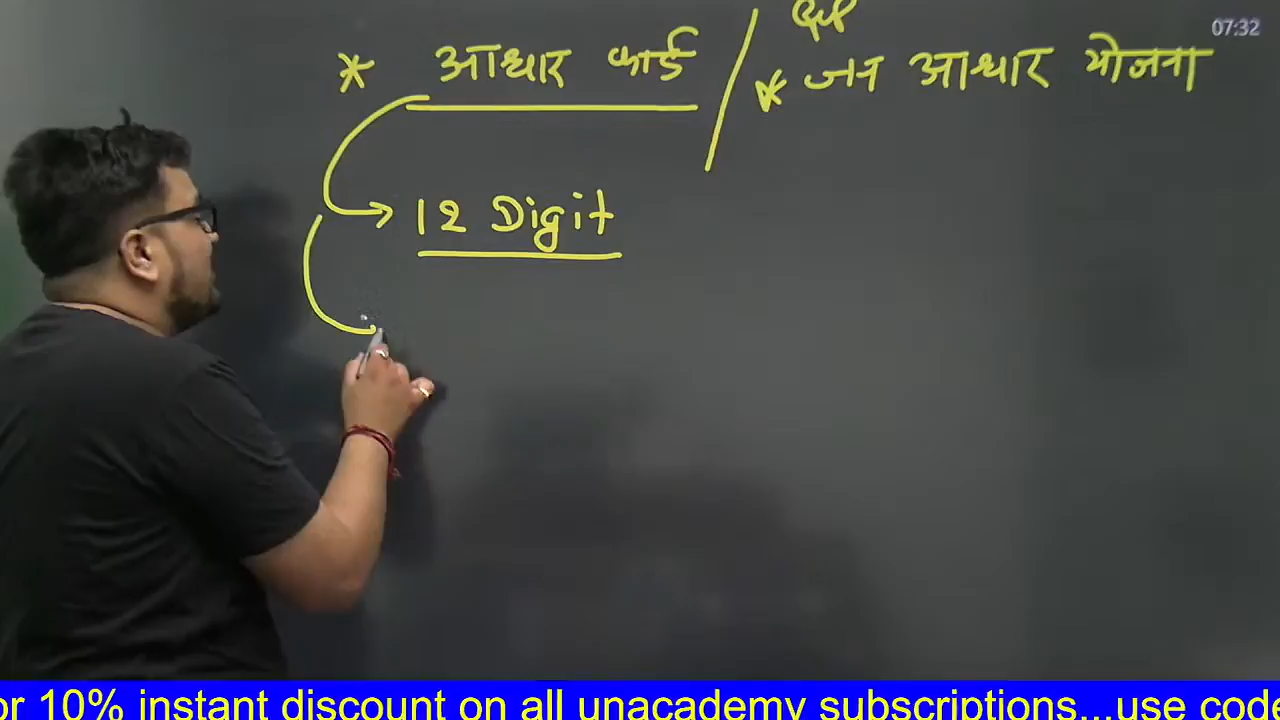 07:32
* आधार कार्ड / * जन आधार योजना
12 Digit
or 10% instant discount on all unacademy subscriptions...use code